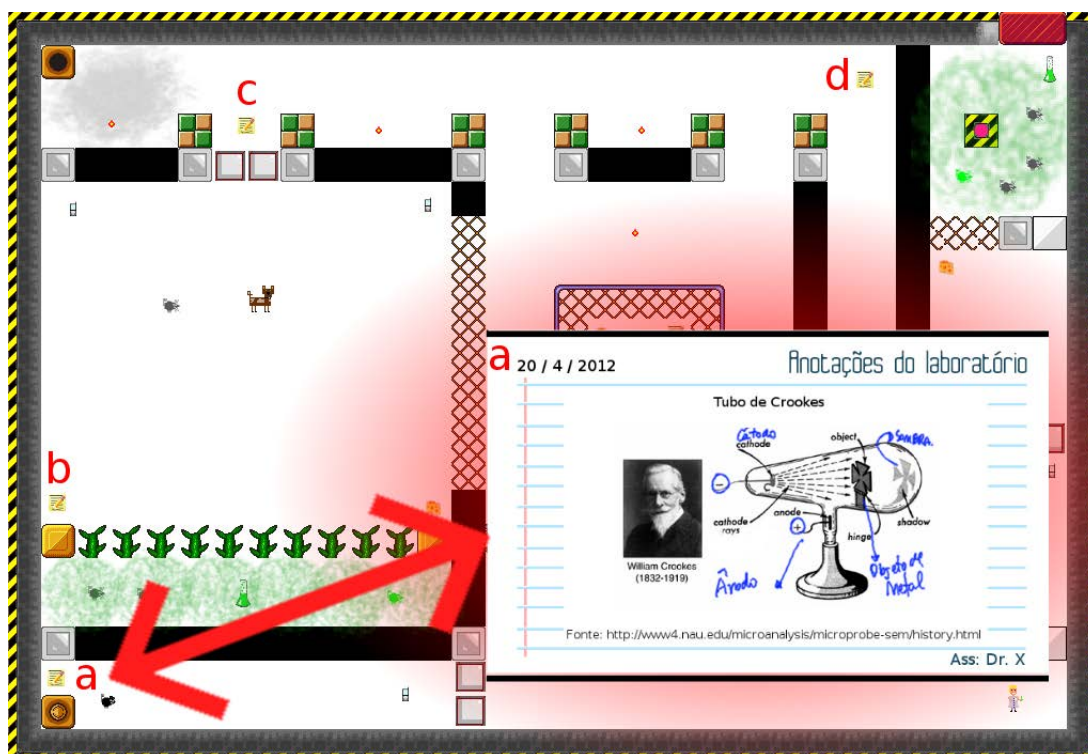 c
d
b
a
a
20 / 4 / 2012
Anotações do laboratório
Tubo de Crookes
Cátodo
cathode
object
SOMBRA
-
cathode
rays
anode
+
hinge
shadow
William Crookes
(1832-1919)
Ânodo
Objeto de
Metal
Fonte: http://www4.nau.edu/microanalysis/microprobe-sem/history.html
Ass: Dr. X